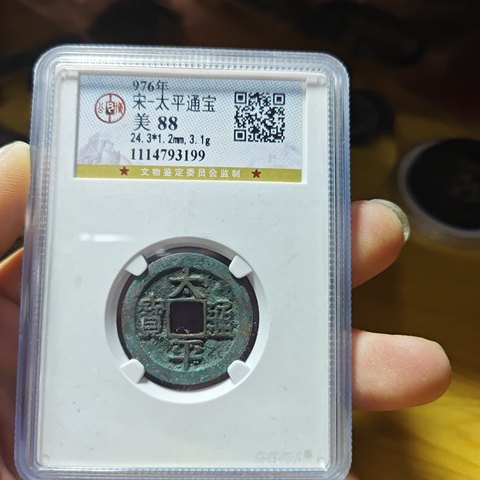 976年
宋-太平通宝
美 88
24.3*1.2mm, 3.1g
1114793199
★ 文物鉴定委员会监制 ★
太
寶 通
平